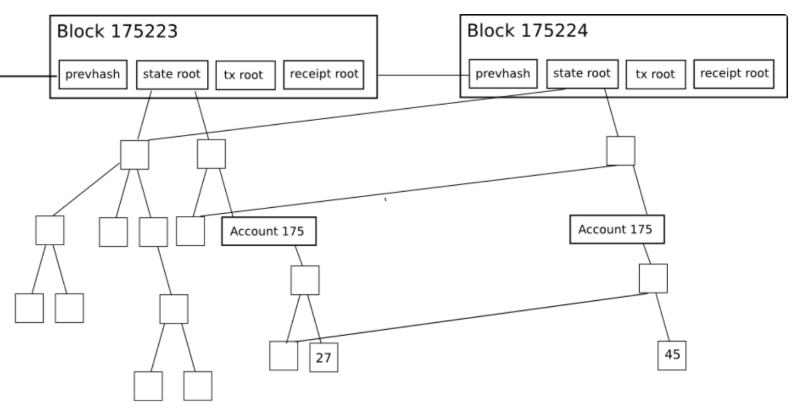 Block 175223
prevhash
state root
tx root
receipt root
Block 175224
prevhash
state root
tx root
receipt root
Account 175
Account 175
27
45